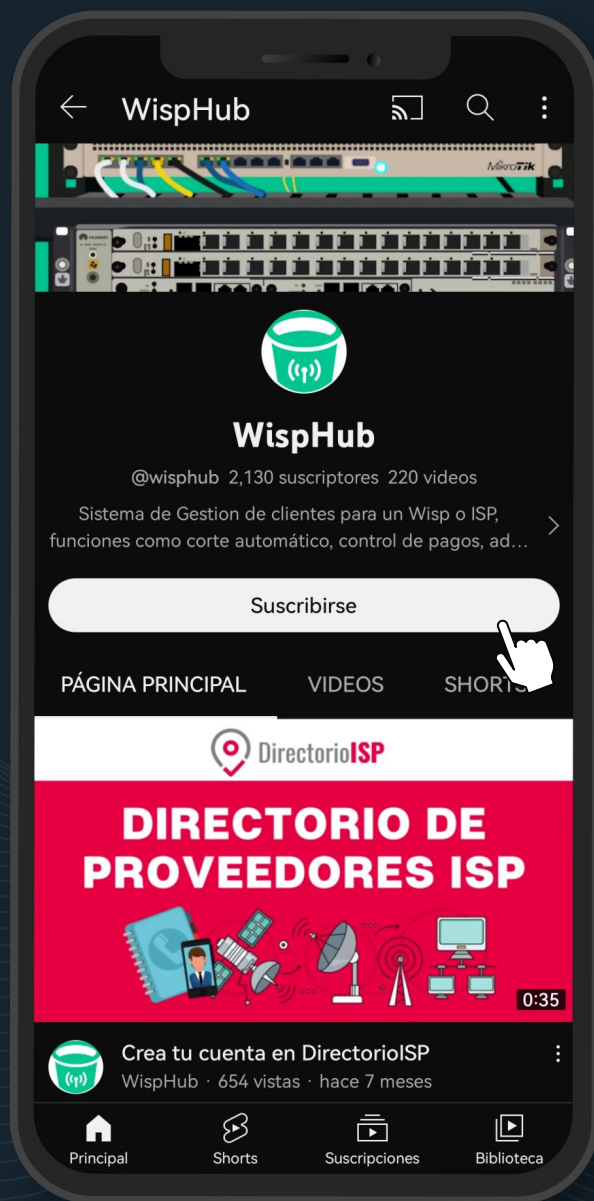 WispHub
MikroTik
HUAWEI
WispHub
@wisphub 2,130 suscriptores 220 videos
Sistema de Gestion de clientes para un Wisp o ISP,
funciones como corte automático, control de pagos, ad...
Suscribirse
PÁGINA PRINCIPAL VIDEOS SHORTS
DirectorioISP
DIRECTORIO DE
PROVEEDORES ISP
0:35
Crea tu cuenta en DirectorioISP
WispHub · 654 vistas · hace 7 meses
Principal Shorts Suscripciones Biblioteca